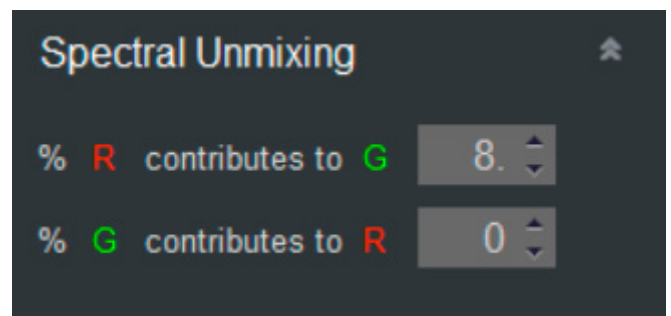 Spectral Unmixing
% R contributes to G 8.
% G contributes to R 0